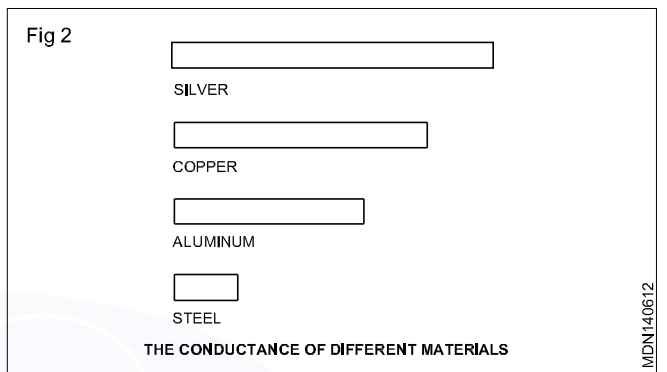 Fig 2
SILVER
COPPER
ALUMINUM
STEEL
THE CONDUCTANCE OF DIFFERENT MATERIALS
MDN140612